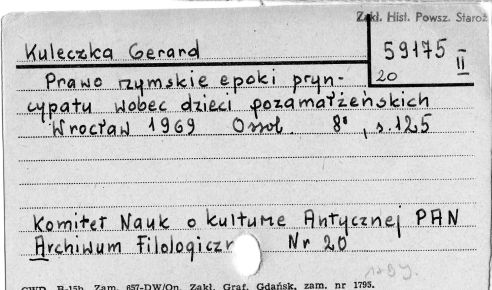 Zakł. Hist. Powsz. Staroż
Kuleczka Gerard
59175
II
20
Prawo rzymskie epoki pryn-
cypatu wobec dzieci pozamałżeńskich
Wrocław 1969 Ossol. 8°, s. 125
Komitet Nauk o kulturze Antycznej PAN
Archiwum Filologiczn Nr 20
CWD B-15b Zam. 657-DW/On. Zakł. Graf. Gdańsk, zam. nr 1795.